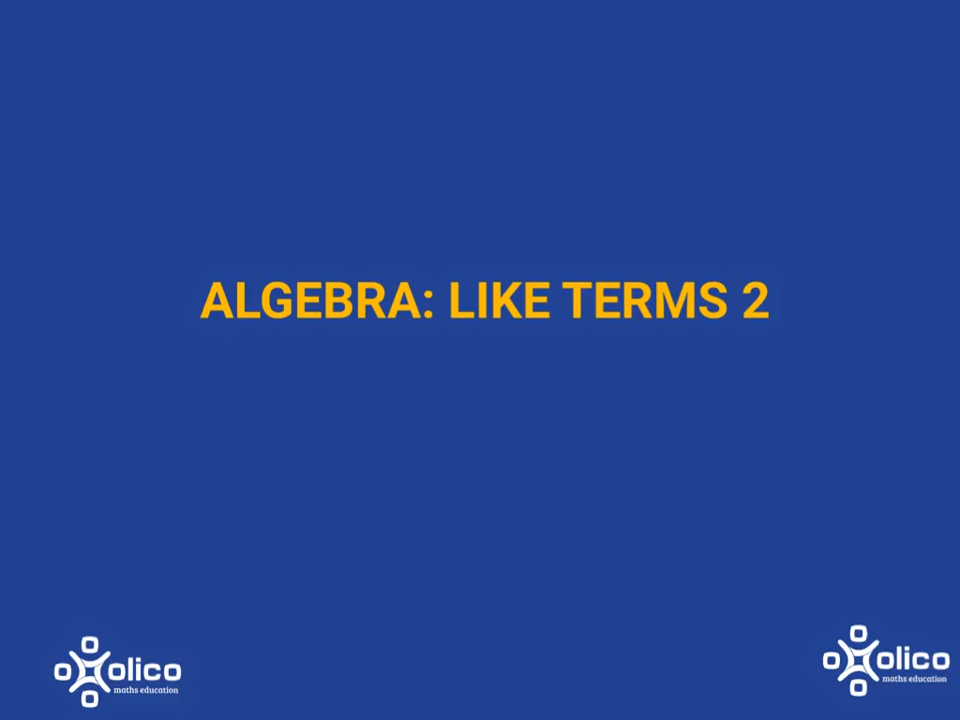 ALGEBRA: LIKE TERMS 2
olico
maths education
olico
maths education